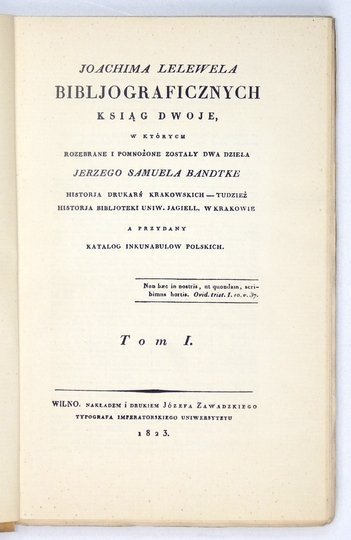 JOACHIMA LELEWELA
BIBLJOGRAFICZNYCH
KSIĄG DWOJE,
W KTÓRYCH
ROZEBRANE I POMNOŻONE ZOSTAŁY DWA DZIEŁA
JERZEGO SAMUELA BANDTKE
HISTORJA DRUKARŃ KRAKOWSKICH — TUDZIEŻ
HISTORJA BIBLJOTEKI UNIW. JAGIELL. W KRAKOWIE
A PRZYDANY
KATALOG INKUNABUŁÓW POLSKICH.
Non hæc in nostris, ut quondam, scri-
bimus hortis. Ovid. trist. I. 10, v. 37.
Tom I.
WILNO. NAKŁADEM I DRUKIEM JÓZEFA ZAWADZKIEGO
TYPOGRAFA IMPERATORSKIEGO UNIWERSYTETU
1823.